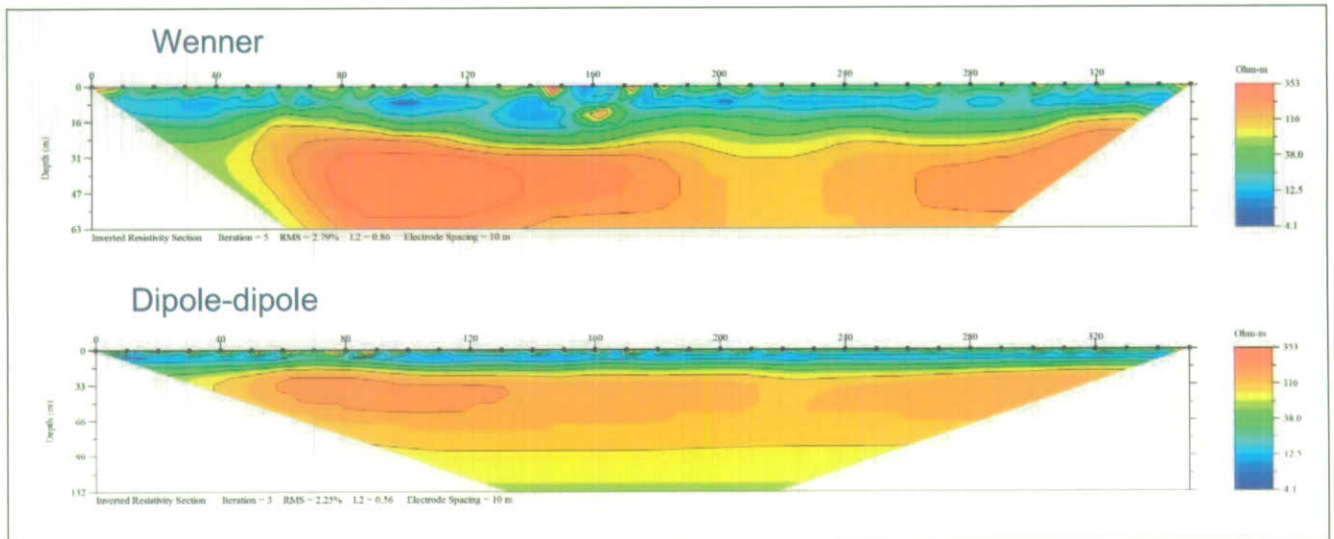 Wenner
0 40 80 120 160 200 240 280 320
Depth (m)
0
16
31
47
63
Ohm-m
353
116
38.0
12.5
4.1
Inverted Resistivity Section Iteration = 5 RMS = 2.79% L2 = 0.86 Electrode Spacing = 10 m
Dipole-dipole
0 40 80 120 160 200 240 280 320
Depth (m)
0
33
66
99
132
Ohm-m
353
116
38.0
12.5
4.1
Inverted Resistivity Section Iteration = 3 RMS = 2.25% L2 = 0.56 Electrode Spacing = 10 m